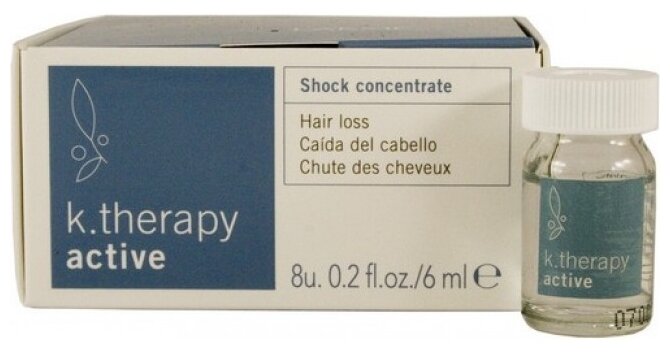 Shock concentrate
Hair loss
Caída del cabello
Chute des cheveux
k.therapy
active
8u. 0.2 fl.oz./6 ml ℮
k.therapy
active